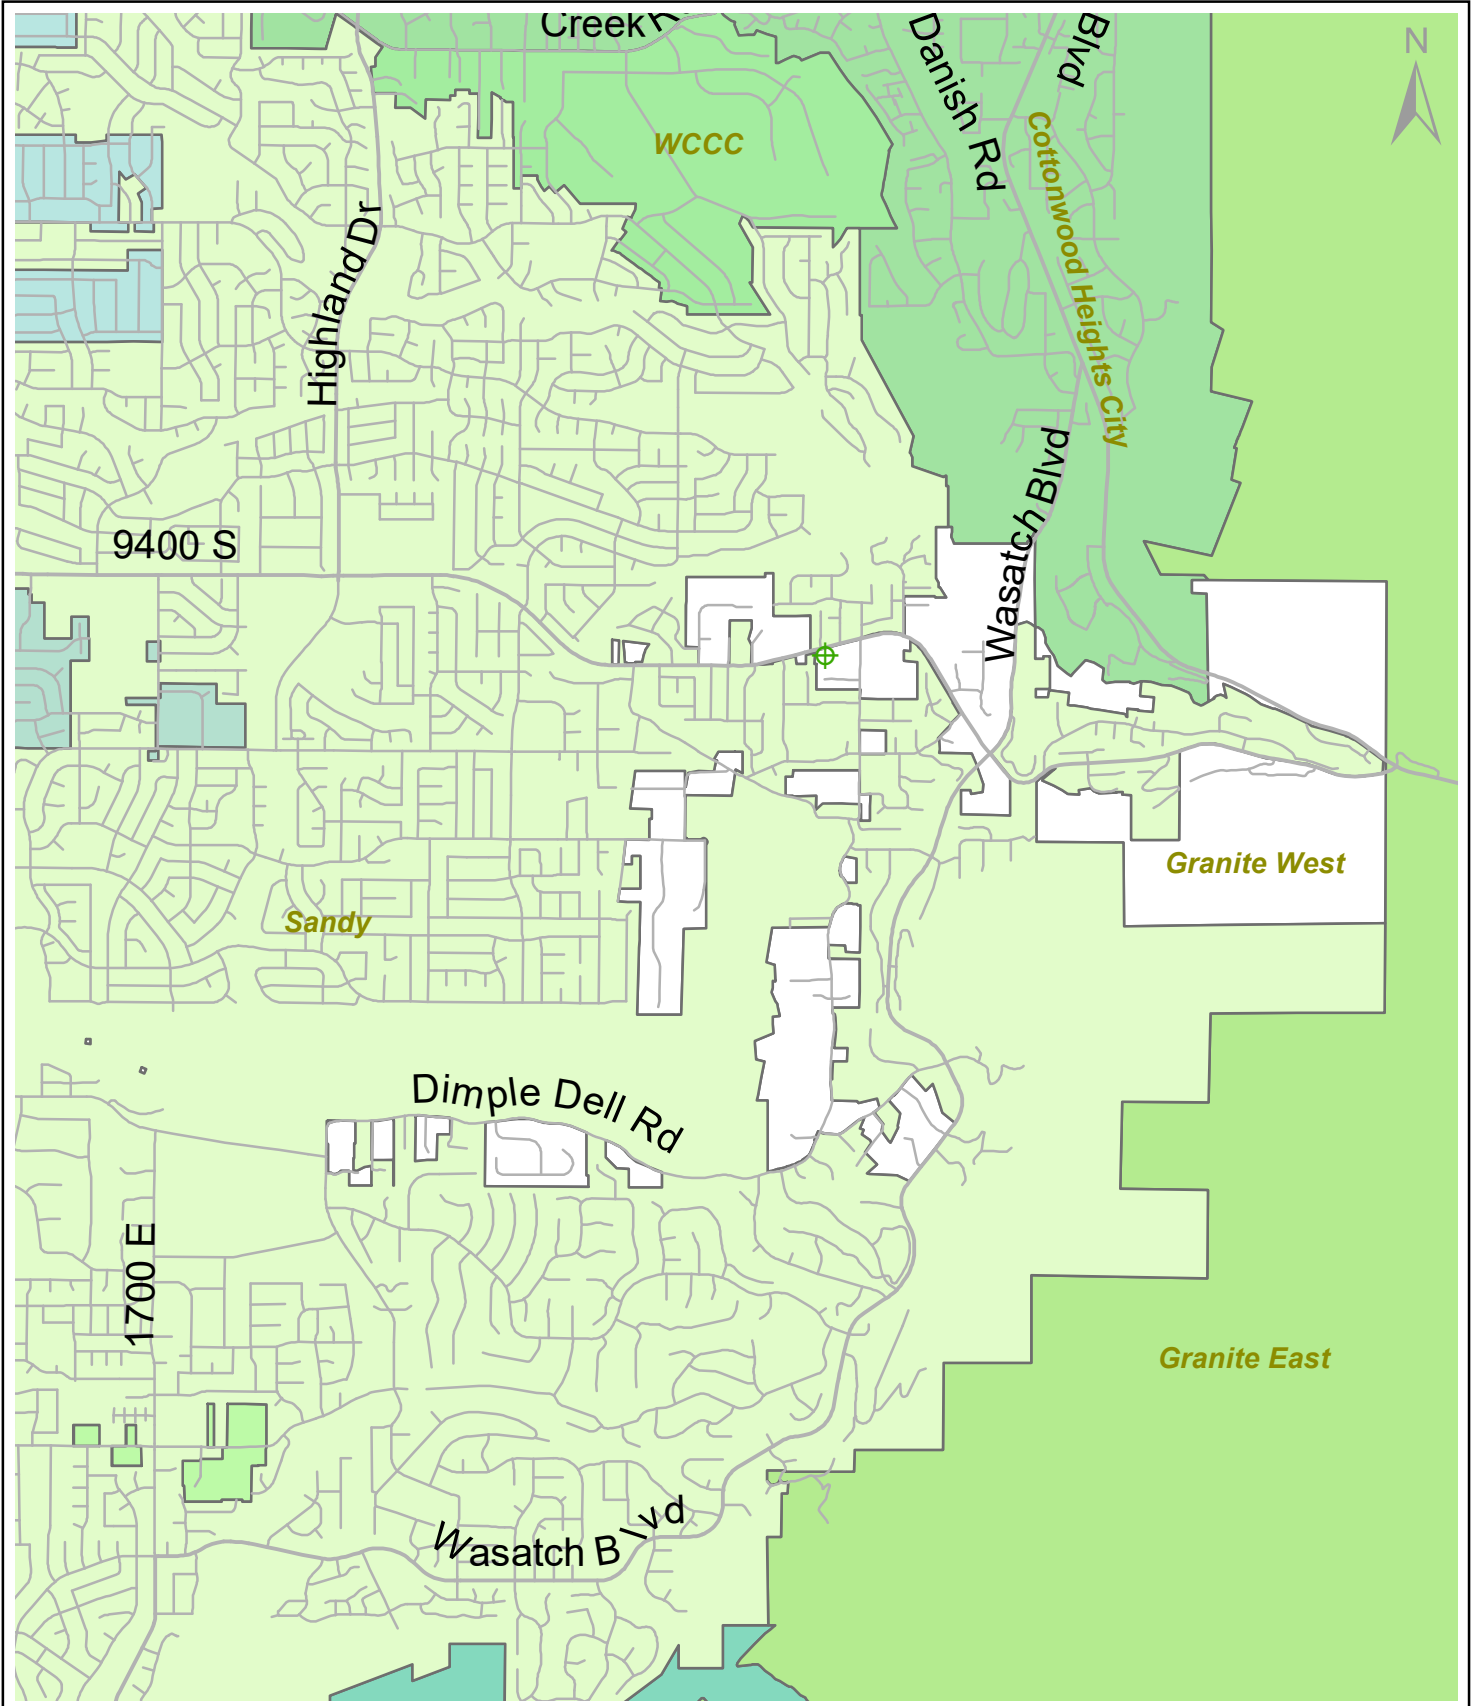 Creek R
Danish Rd
Blvd
N
WCCC
Cottonwood Heights City
Highland Dr
Wasatch Blvd
9400 S
Granite West
Sandy
Dimple Dell Rd
1700 E
Granite East
Wasatch Blvd